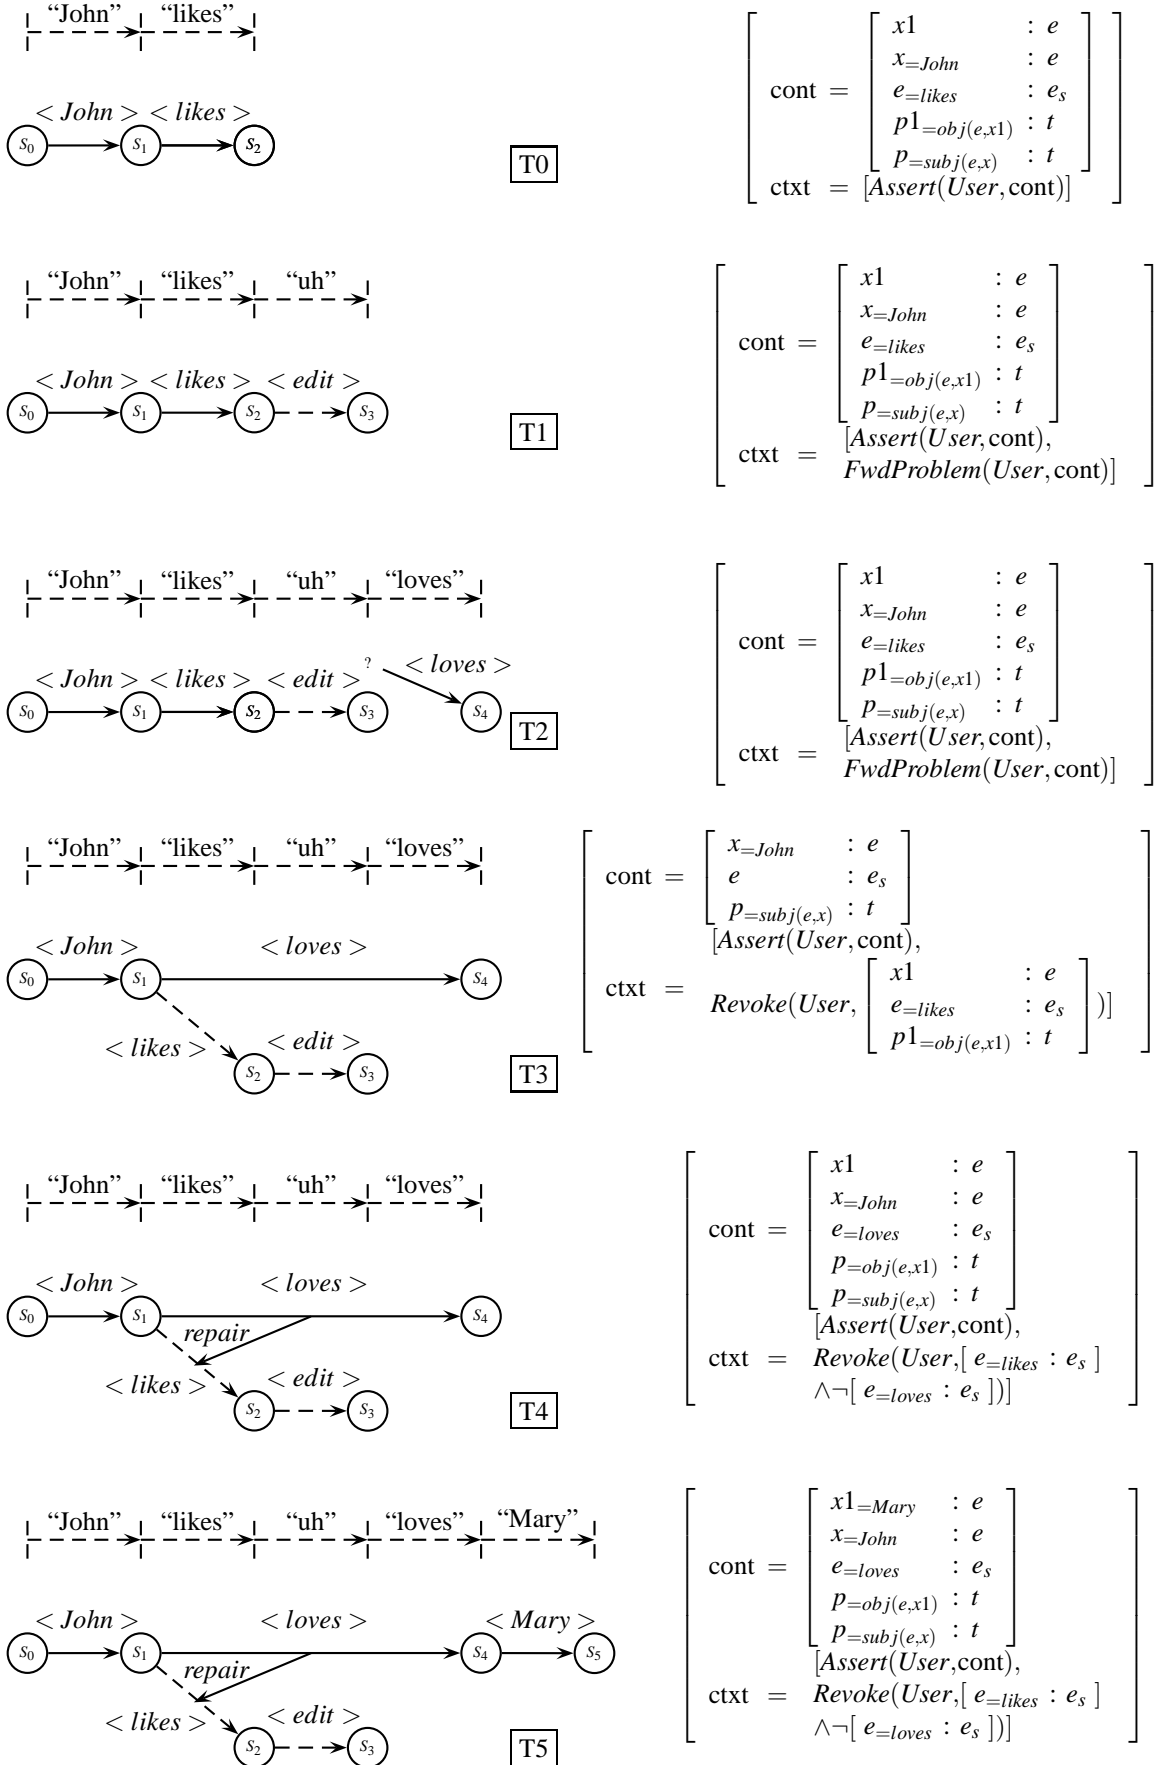 “John” “likes”
< John > < likes >
s0 s1 s2
T0
cont = [ x1 : e
x=John : e
e=likes : es
p1=obj(e,x1) : t
p=subj(e,x) : t ]
ctxt = [Assert(User,cont)]
“John” “likes” “uh”
< John > < likes > < edit >
s0 s1 s2 s3
T1
cont = [ x1 : e
x=John : e
e=likes : es
p1=obj(e,x1) : t
p=subj(e,x) : t ]
ctxt = [Assert(User,cont),
FwdProblem(User,cont)]
“John” “likes” “uh” “loves”
< John > < likes > < edit > ? < loves >
s0 s1 s2 s3 s4
T2
cont = [ x1 : e
x=John : e
e=likes : es
p1=obj(e,x1) : t
p=subj(e,x) : t ]
ctxt = [Assert(User,cont),
FwdProblem(User,cont)]
“John” “likes” “uh” “loves”
< John > < loves >
s0 s1 s4
< likes > < edit >
s2 s3
T3
cont = [ x=John : e
e : es
p=subj(e,x) : t ]
[Assert(User,cont),
ctxt = Revoke(User, [ x1 : e
e=likes : es
p1=obj(e,x1) : t ] )]
“John” “likes” “uh” “loves”
< John > < loves >
s0 s1 s4
repair
< likes > < edit >
s2 s3
T4
cont = [ x1 : e
x=John : e
e=loves : es
p=obj(e,x1) : t
p=subj(e,x) : t ]
[Assert(User,cont),
ctxt = Revoke(User,[ e=likes : es ]
∧¬[ e=loves : es ])]
“John” “likes” “uh” “loves” “Mary”
< John > < loves > < Mary >
s0 s1 s4 s5
repair
< likes > < edit >
s2 s3
T5
cont = [ x1=Mary : e
x=John : e
e=loves : es
p=obj(e,x1) : t
p=subj(e,x) : t ]
[Assert(User,cont),
ctxt = Revoke(User,[ e=likes : es ]
∧¬[ e=loves : es ])]